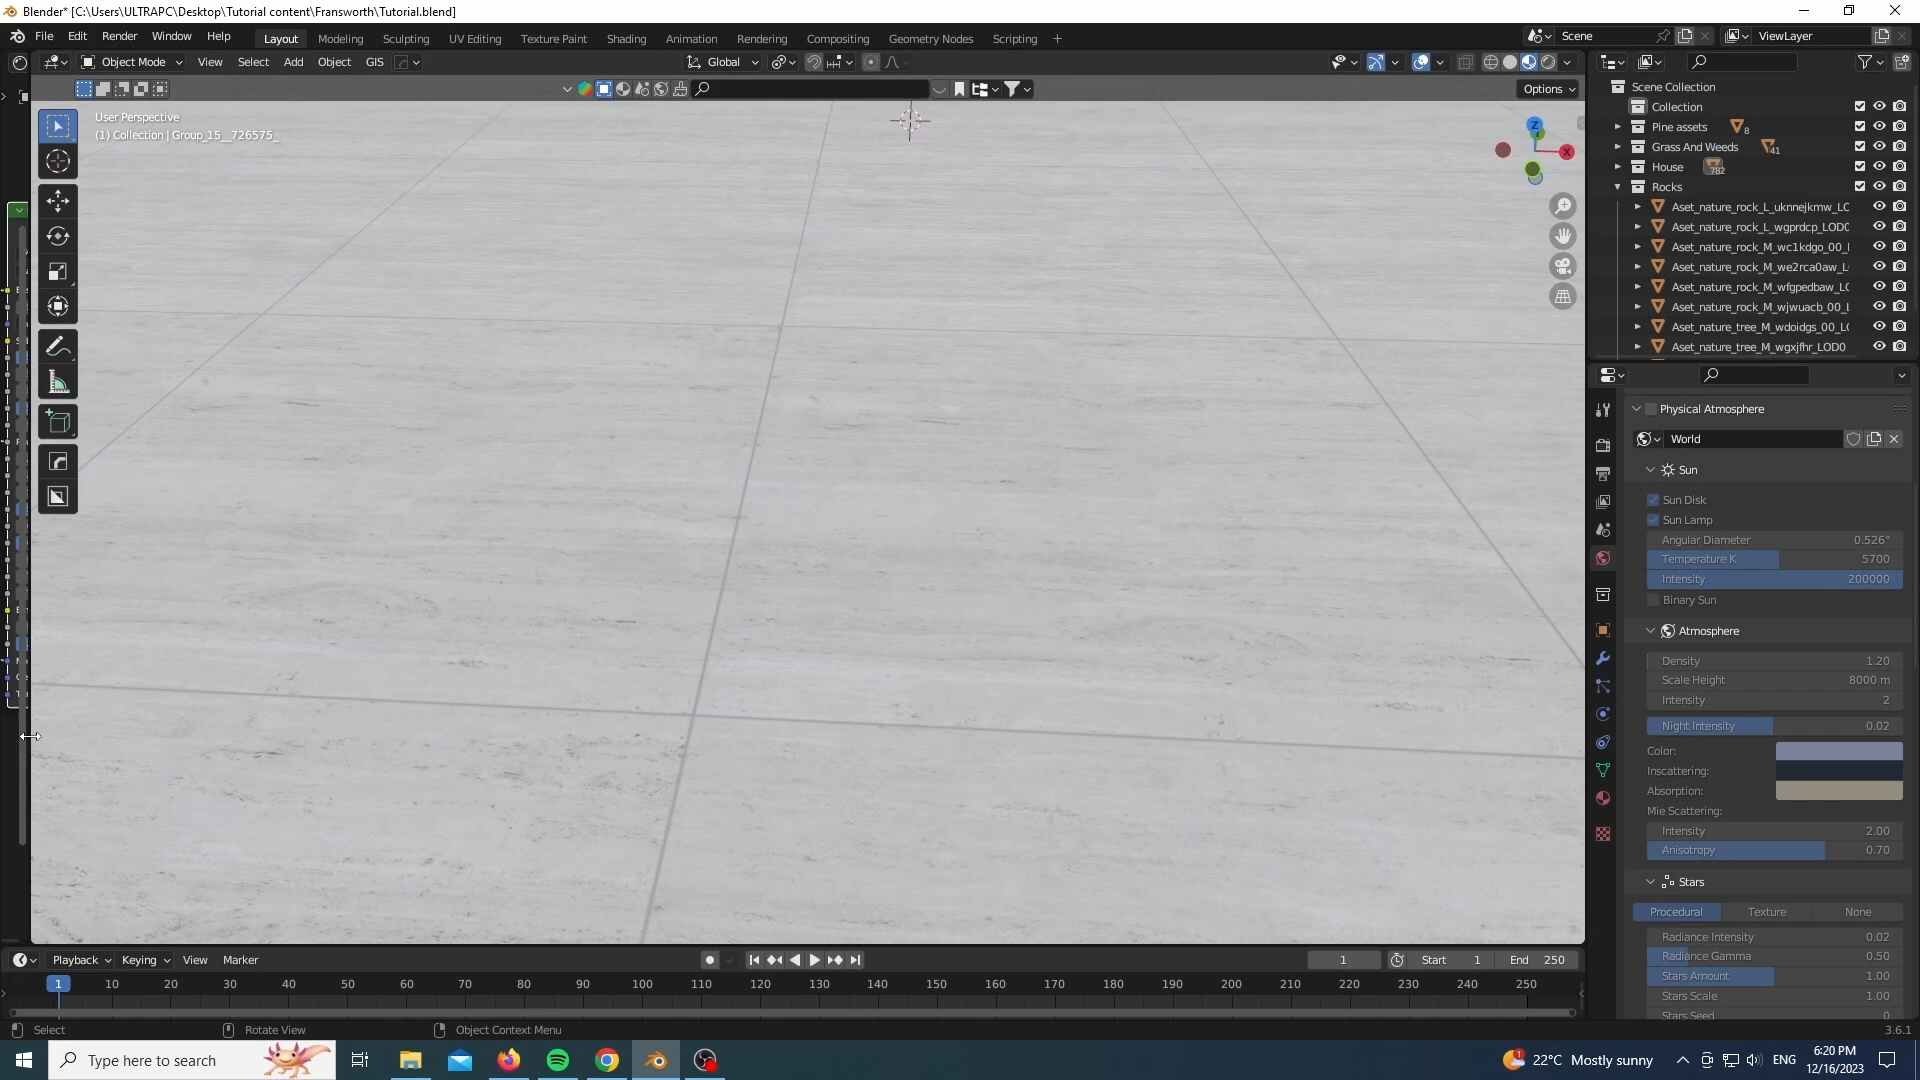 Blender* [C:\Users\ULTRAPC\Desktop\Tutorial content\Fransworth\Tutorial.blend]
File Edit Render Window Help Layout Modeling Sculpting UV Editing Texture Paint Shading Animation Rendering Compositing Geometry Nodes Scripting + Scene ViewLayer
Object Mode View Select Add Object GIS Global
Options
User Perspective
(1) Collection | Group_15__726575_
Z
X
Scene Collection
Collection
Pine assets 8
Grass And Weeds 41
House 782
Rocks
Aset_nature_rock_L_uknnejkmw_LC
Aset_nature_rock_L_wgprdcp_LOD0
Aset_nature_rock_M_wc1kdgo_00_l
Aset_nature_rock_M_we2rca0aw_L
Aset_nature_rock_M_wfgpedbaw_LC
Aset_nature_rock_M_wjwuacb_00_L
Aset_nature_tree_M_wdoidgs_00_LC
Aset_nature_tree_M_wgxjfhr_LOD0
Physical Atmosphere
World
Sun
Sun Disk
Sun Lamp
Angular Diameter 0.526°
Temperature K 5700
Intensity 200000
Binary Sun
Atmosphere
Density 1.20
Scale Height 8000 m
Intensity 2
Night Intensity 0.02
Color:
Inscattering:
Absorption:
Mie Scattering:
Intensity 2.00
Anisotropy 0.70
Stars
Procedural Texture None
Radiance Intensity 0.02
Radiance Gamma 0.50
Stars Amount 1.00
Stars Scale 1.00
Stars Seed 0
Playback Keying View Marker 1 Start 1 End 250
1 10 20 30 40 50 60 70 80 90 100 110 120 130 140 150 160 170 180 190 200 210 220 230 240 250
Select Rotate View Object Context Menu 3.6.1
Type here to search 1 22°C Mostly sunny ENG 6:20 PM
12/16/2023